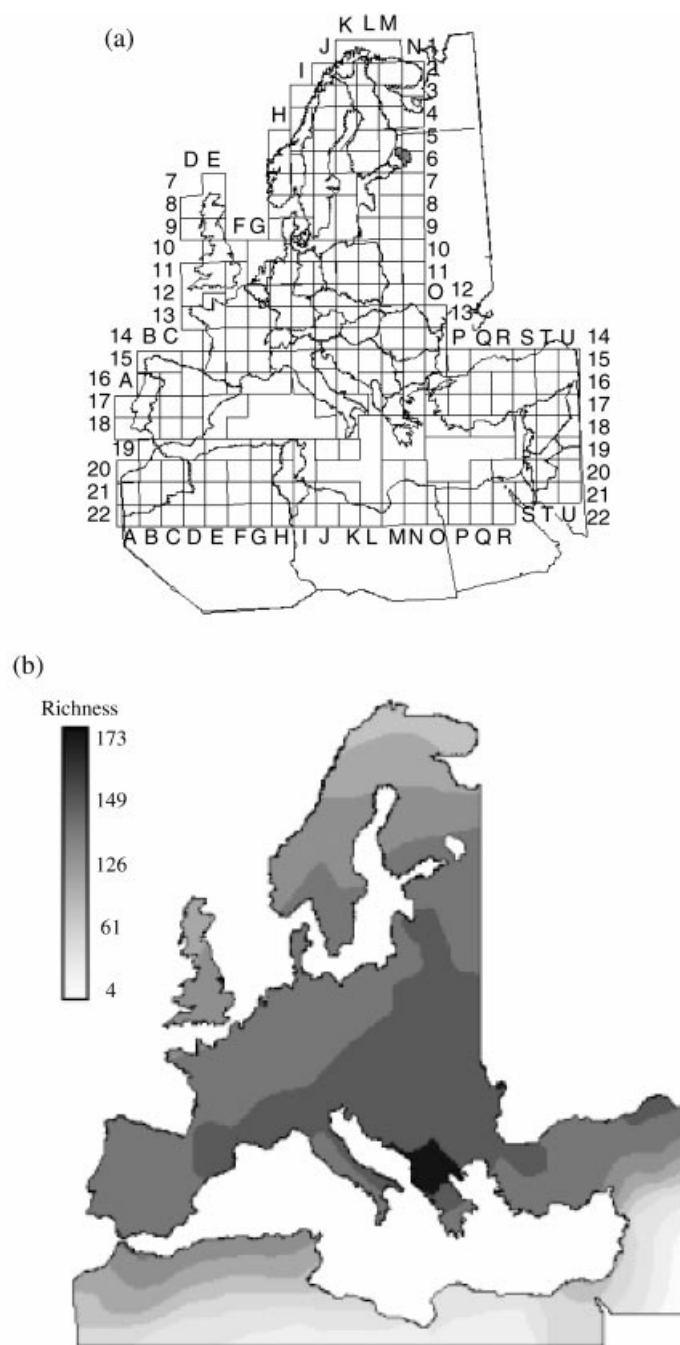 (a)
K L M
J N 1
I 2
3
H 4
5
6
D E
7 7
8 8
9 F G 9
10 10
11 11
12 O 12
13 13
14 B C P Q R S T U 14
15 15
16 A 16
17 17
18 18
19 19
20 20
21 21
22 S T U 22
A B C D E F G H I J K L M N O P Q R
(b)
Richness
173
149
126
61
4